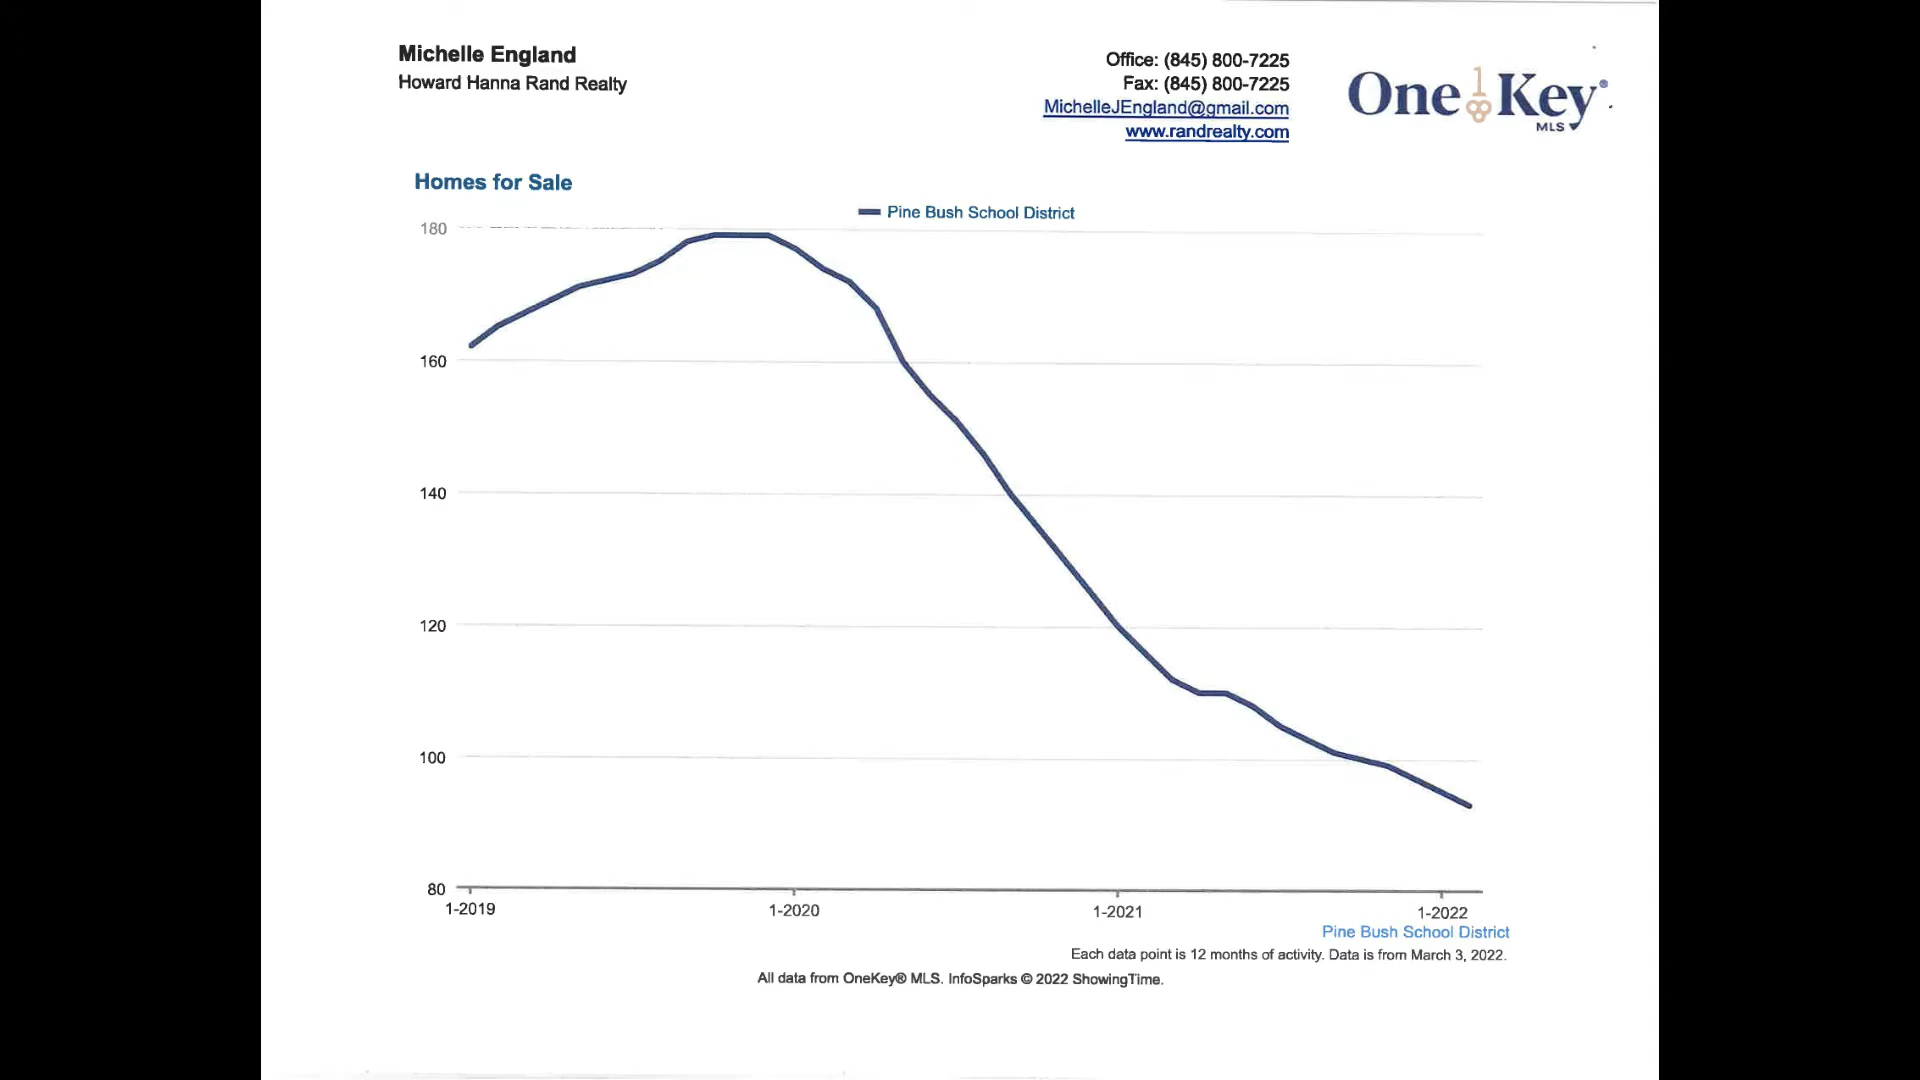 Michelle England
Howard Hanna Rand Realty
Office: (845) 800-7225
Fax: (845) 800-7225
MichelleJEngland@gmail.com
www.randrealty.com
One Key®
MLS
Homes for Sale
Pine Bush School District
180
160
140
120
100
80
1-2019
1-2020
1-2021
1-2022
Pine Bush School District
Each data point is 12 months of activity. Data is from March 3, 2022.
All data from OneKey® MLS. InfoSparks © 2022 ShowingTime.